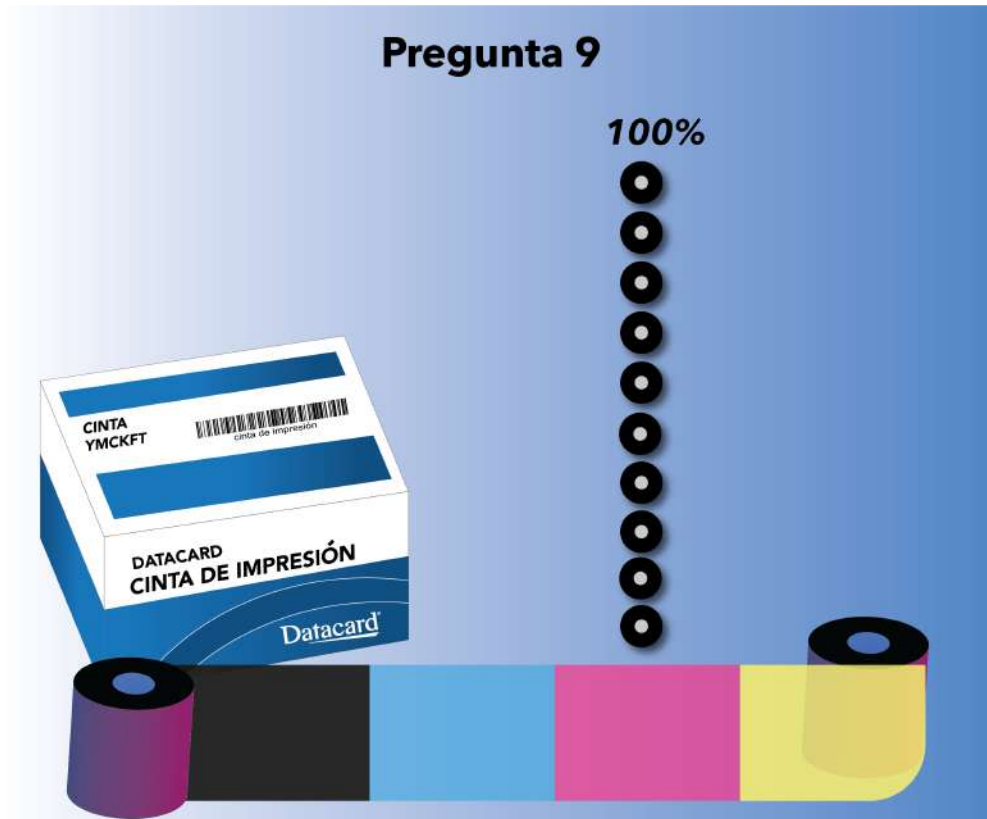 Pregunta 9
100%
CINTA
YMCKFT
cinta de impresión
DATACARD
CINTA DE IMPRESIÓN
Datacard